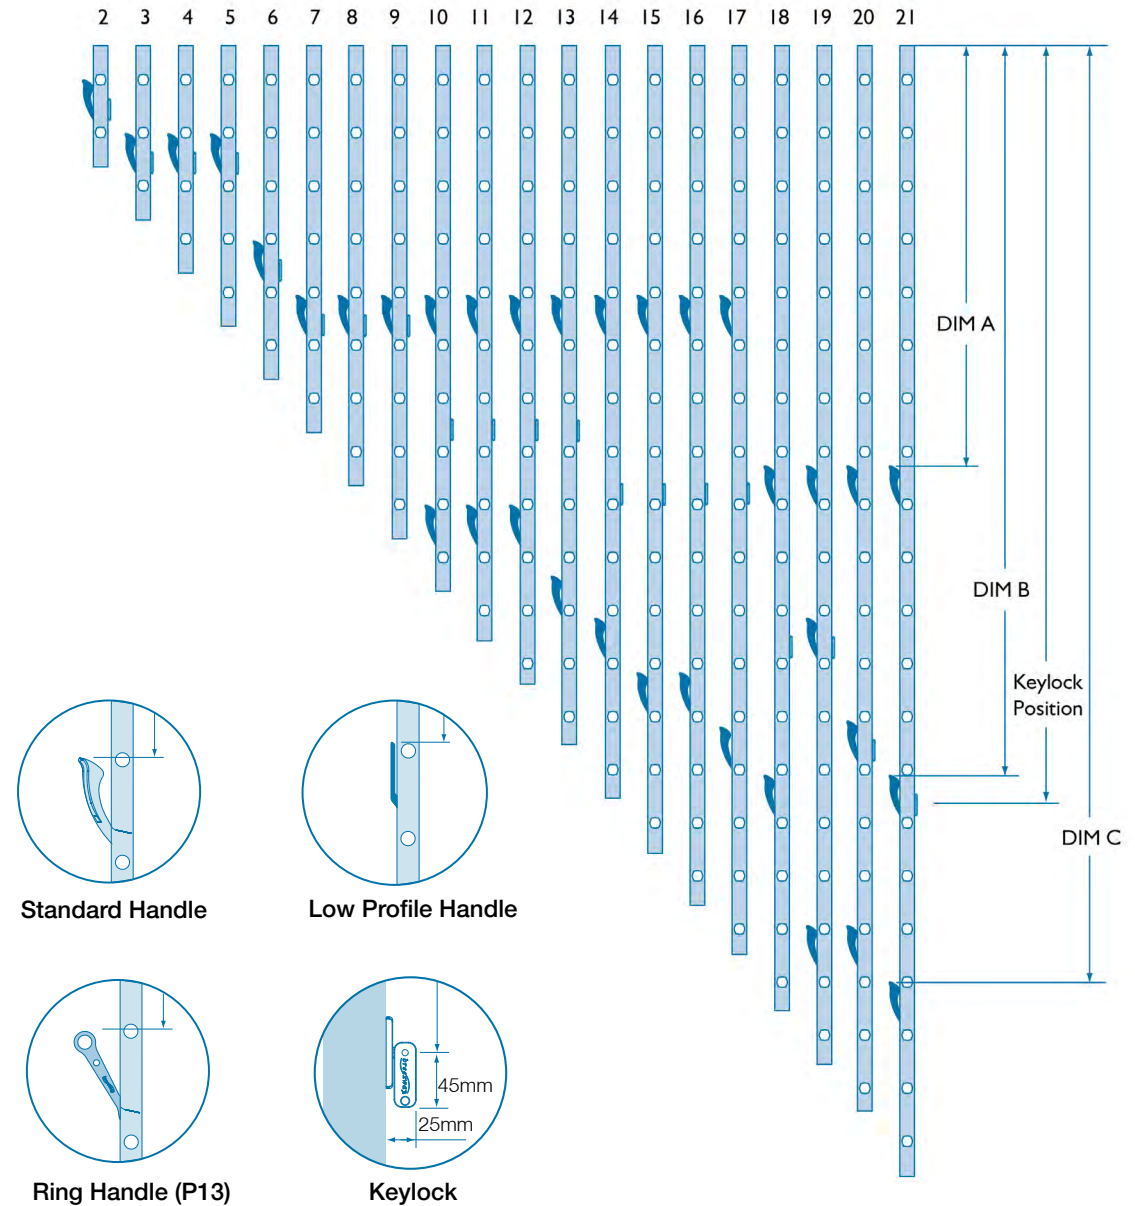 2 3 4 5 6 7 8 9 10 11 12 13 14 15 16 17 18 19 20 21
DIM A
DIM B
Keylock
Position
DIM C
Standard Handle
Low Profile Handle
45mm
25mm
Ring Handle (P13)
Keylock